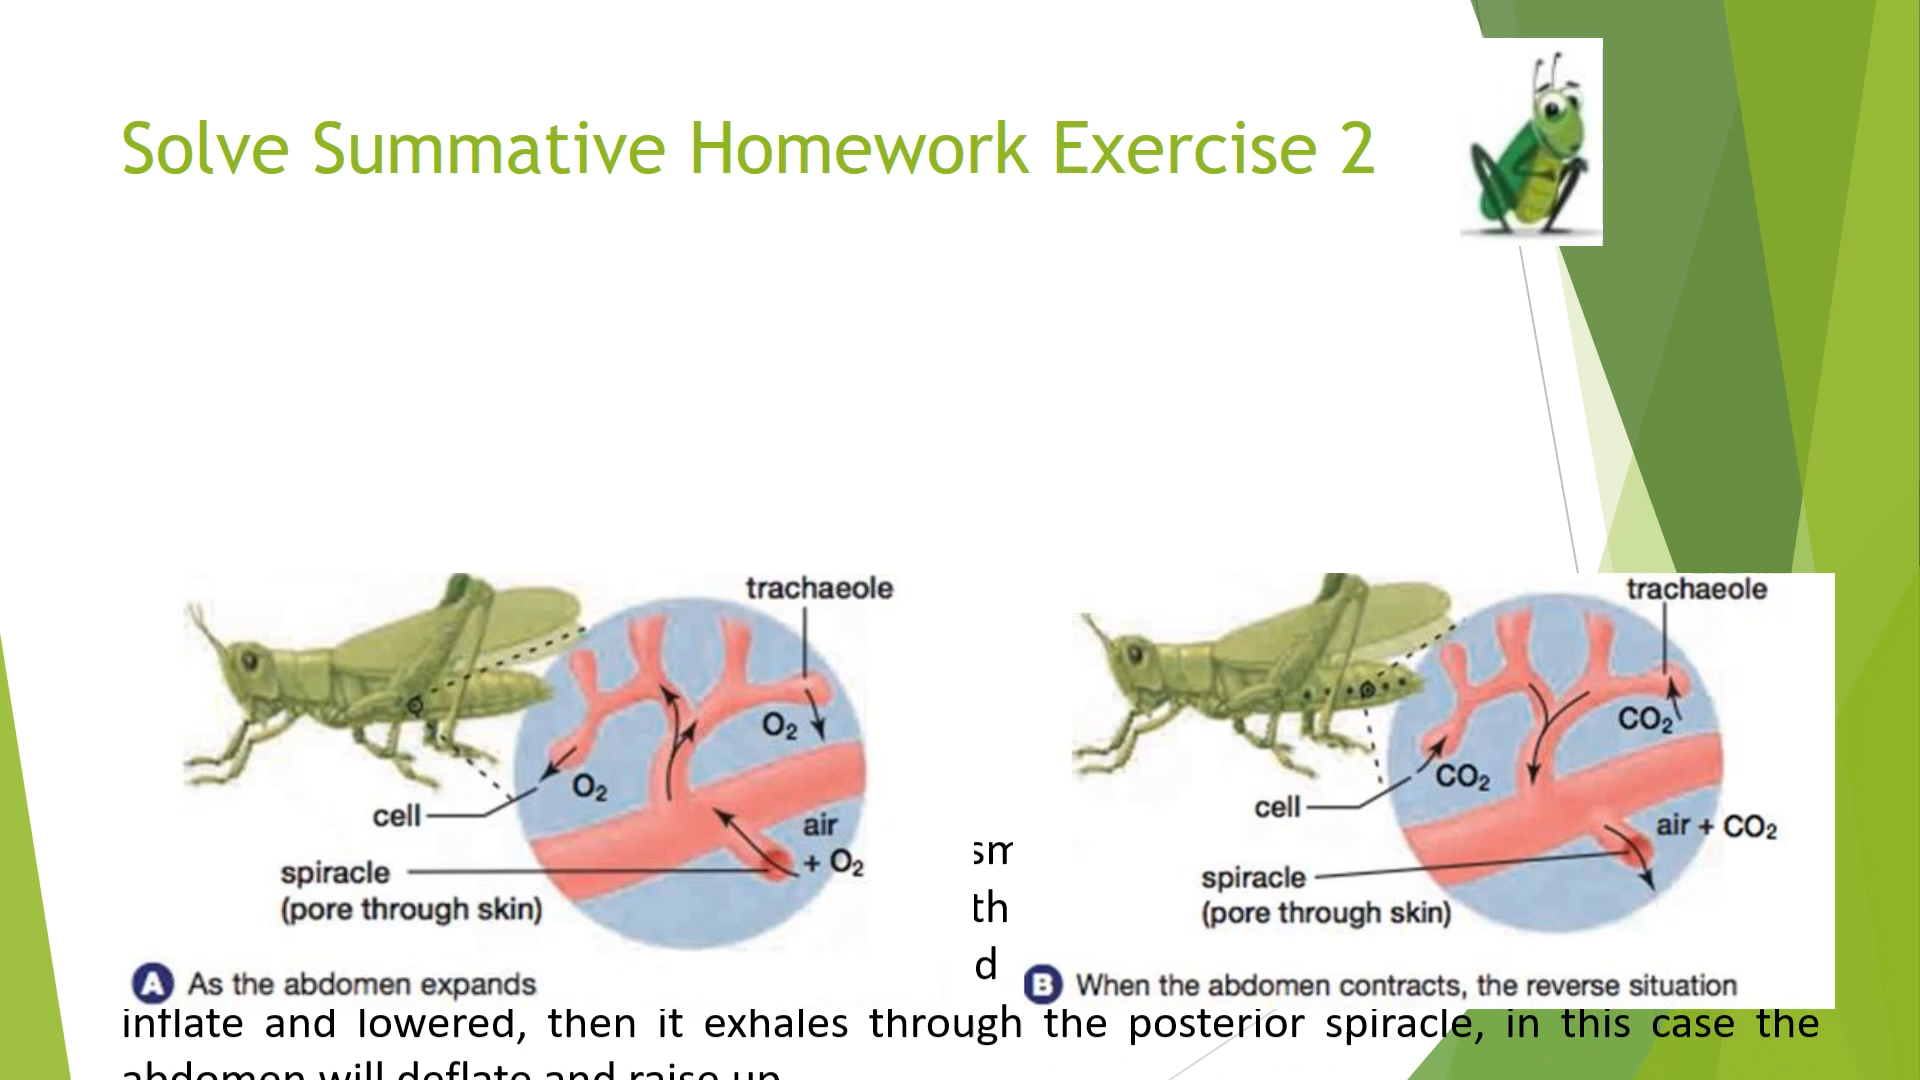 Solve Summative Homework Exercise 2
trachaeole
O₂
O₂
cell
air
+ O₂
spiracle
(pore through skin)
A As the abdomen expands
trachaeole
CO₂
CO₂
cell
air + CO₂
spiracle
(pore through skin)
B When the abdomen contracts, the reverse situation
sm
th
d
inflate and lowered, then it exhales through the posterior spiracle, in this case the
abdomen will deflate and raise up